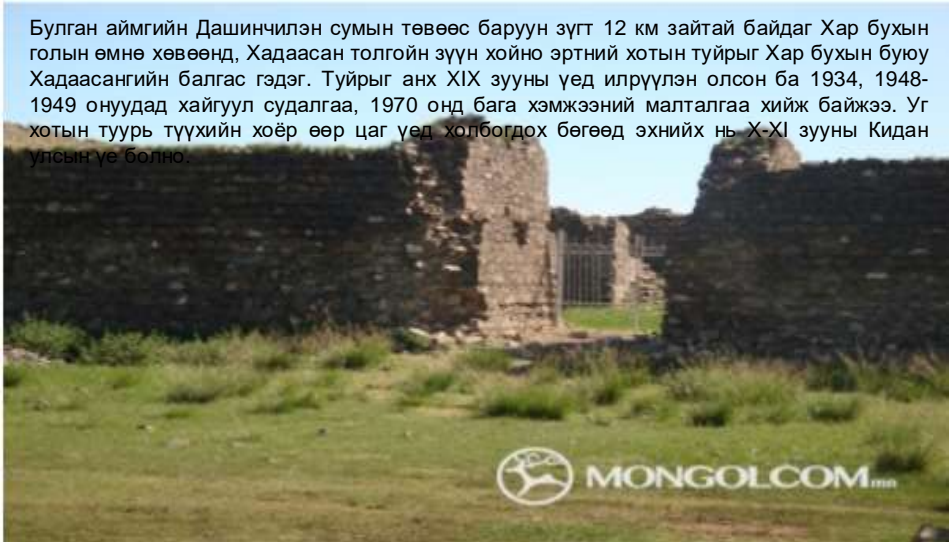 Булган аймгийн Дашинчилэн сумын төвөөс баруун зүгт 12 км зайтай байдаг Хар бухын
голын өмнө хөвөөнд, Хадаасан толгойн зүүн хойно эртний хотын туйрыг Хар бухын буюу
Хадаасангийн балгас гэдэг. Туйрыг анх XIX зууны үед илрүүлэн олсон ба 1934, 1948-
1949 онуудад хайгуул судалгаа, 1970 онд бага хэмжээний малталгаа хийж байжээ. Уг
хотын туурь түүхийн хоёр өөр цаг үед холбогдох бөгөөд эхнийх нь X-XI зууны Кидан
улсын үе болно.
MONGOLCOM.mn